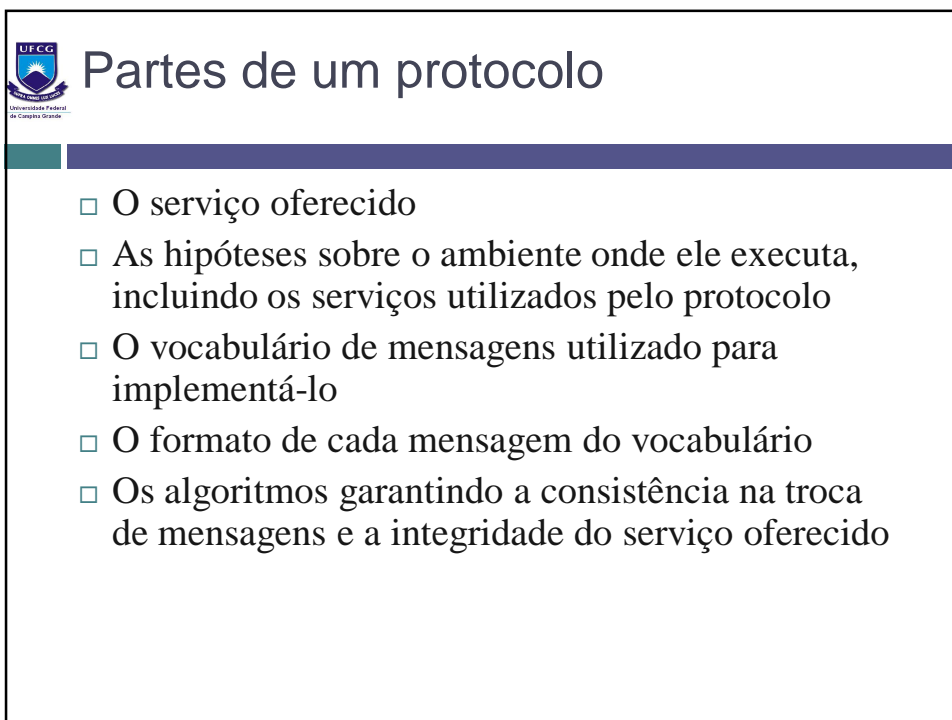 UFCG
Universidade Federal
de Campina Grande
Partes de um protocolo
O serviço oferecido
As hipóteses sobre o ambiente onde ele executa,
incluindo os serviços utilizados pelo protocolo
O vocabulário de mensagens utilizado para
implementá-lo
O formato de cada mensagem do vocabulário
Os algoritmos garantindo a consistência na troca
de mensagens e a integridade do serviço oferecido